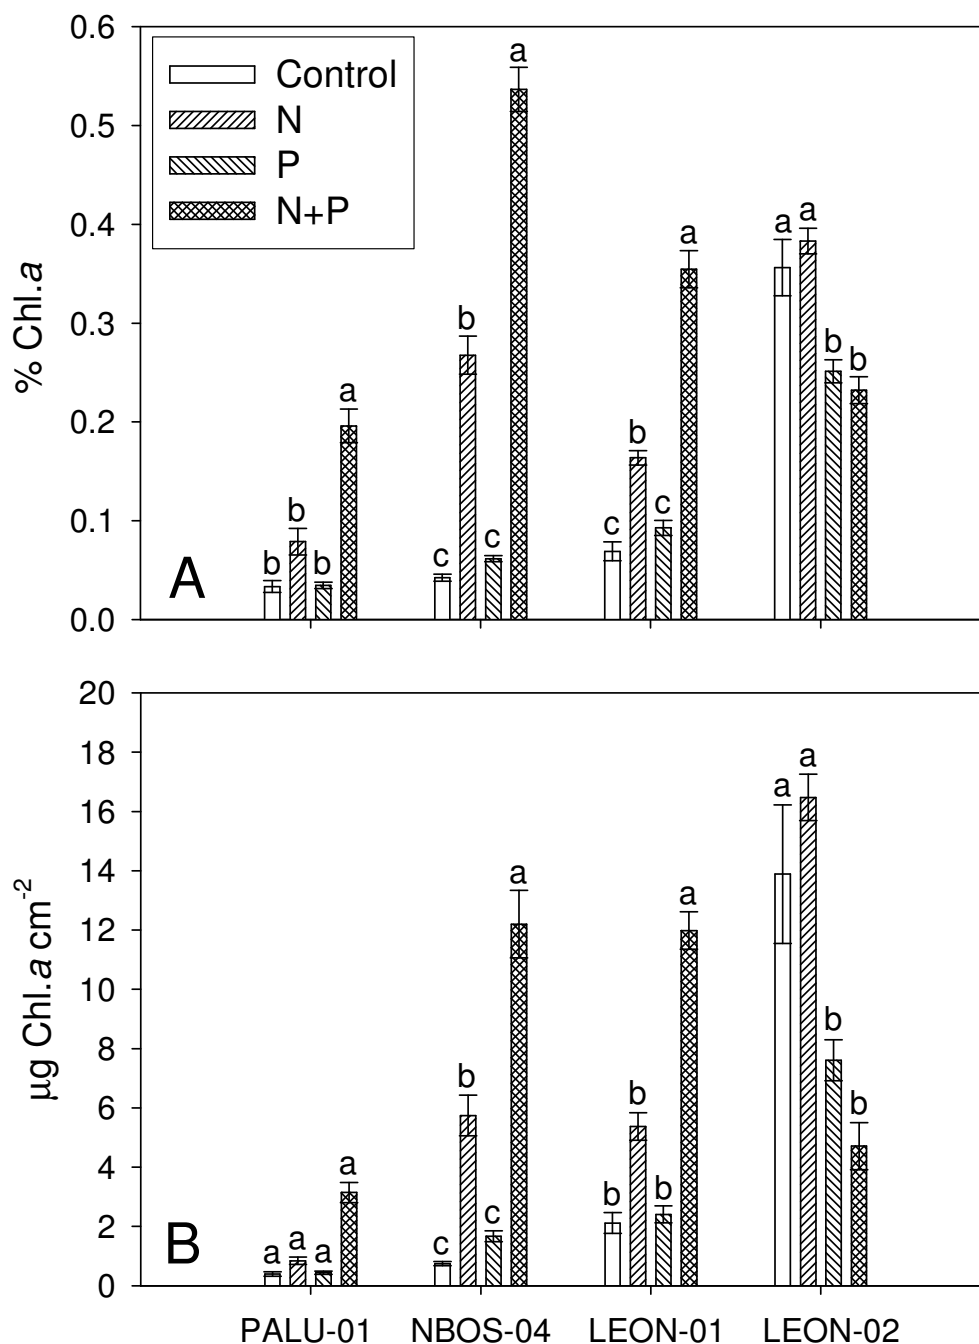 % Chl.a
0.6
0.5
0.4
0.3
0.2
0.1
0.0
Control
N
P
N+P
A
b b b a
c b c a
c b c a
a a b b
µg Chl.a cm-2
20
18
16
14
12
10
8
6
4
2
0
B
a a a a
c b c a
b b b a
a a b b
PALU-01 NBOS-04 LEON-01 LEON-02